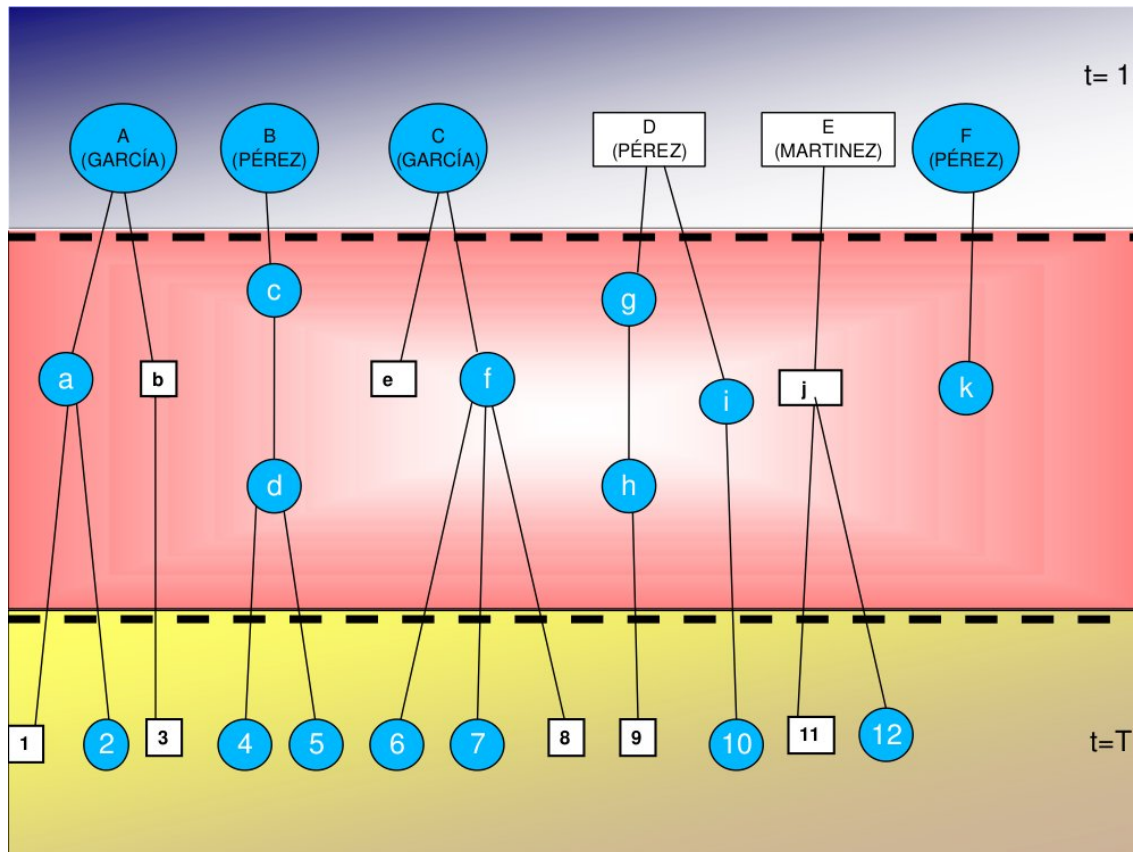 t= 1
A
(GARCÍA)
B
(PÉREZ)
C
(GARCÍA)
D
(PÉREZ)
E
(MARTINEZ)
F
(PÉREZ)
c
g
a
b
e
f
i
j
k
d
h
1
2
3
4
5
6
7
8
9
10
11
12
t=T